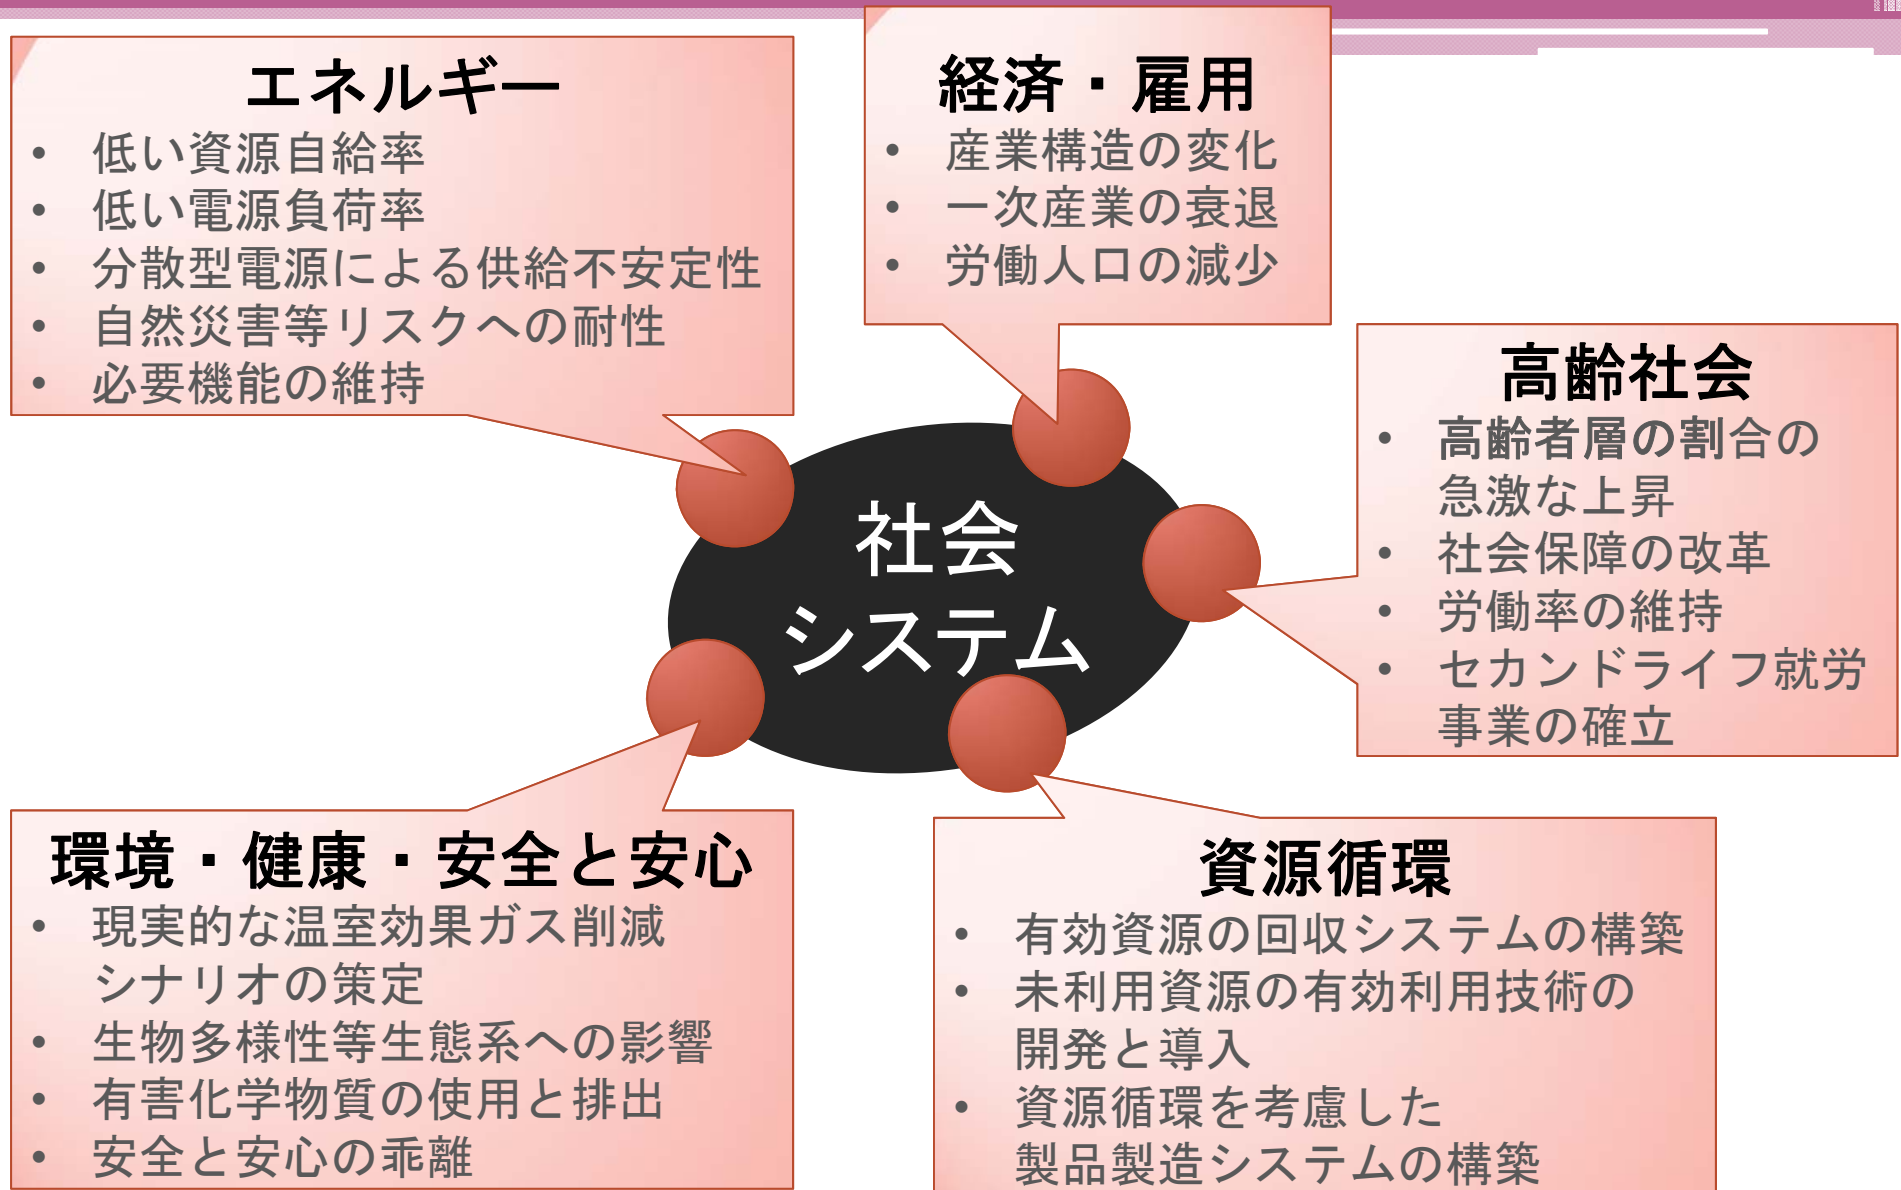 エネルギー
• 低い資源自給率
• 低い電源負荷率
• 分散型電源による供給不安定性
• 自然災害等リスクへの耐性
• 必要機能の維持
経済・雇用
• 産業構造の変化
• 一次産業の衰退
• 労働人口の減少
高齢社会
• 高齢者層の割合の
急激な上昇
• 社会保障の改革
• 労働率の維持
• セカンドライフ就労
事業の確立
社会
システム
環境・健康・安全と安心
• 現実的な温室効果ガス削減
シナリオの策定
• 生物多様性等生態系への影響
• 有害化学物質の使用と排出
• 安全と安心の乖離
資源循環
• 有効資源の回収システムの構築
• 未利用資源の有効利用技術の
開発と導入
• 資源循環を考慮した
製品製造システムの構築